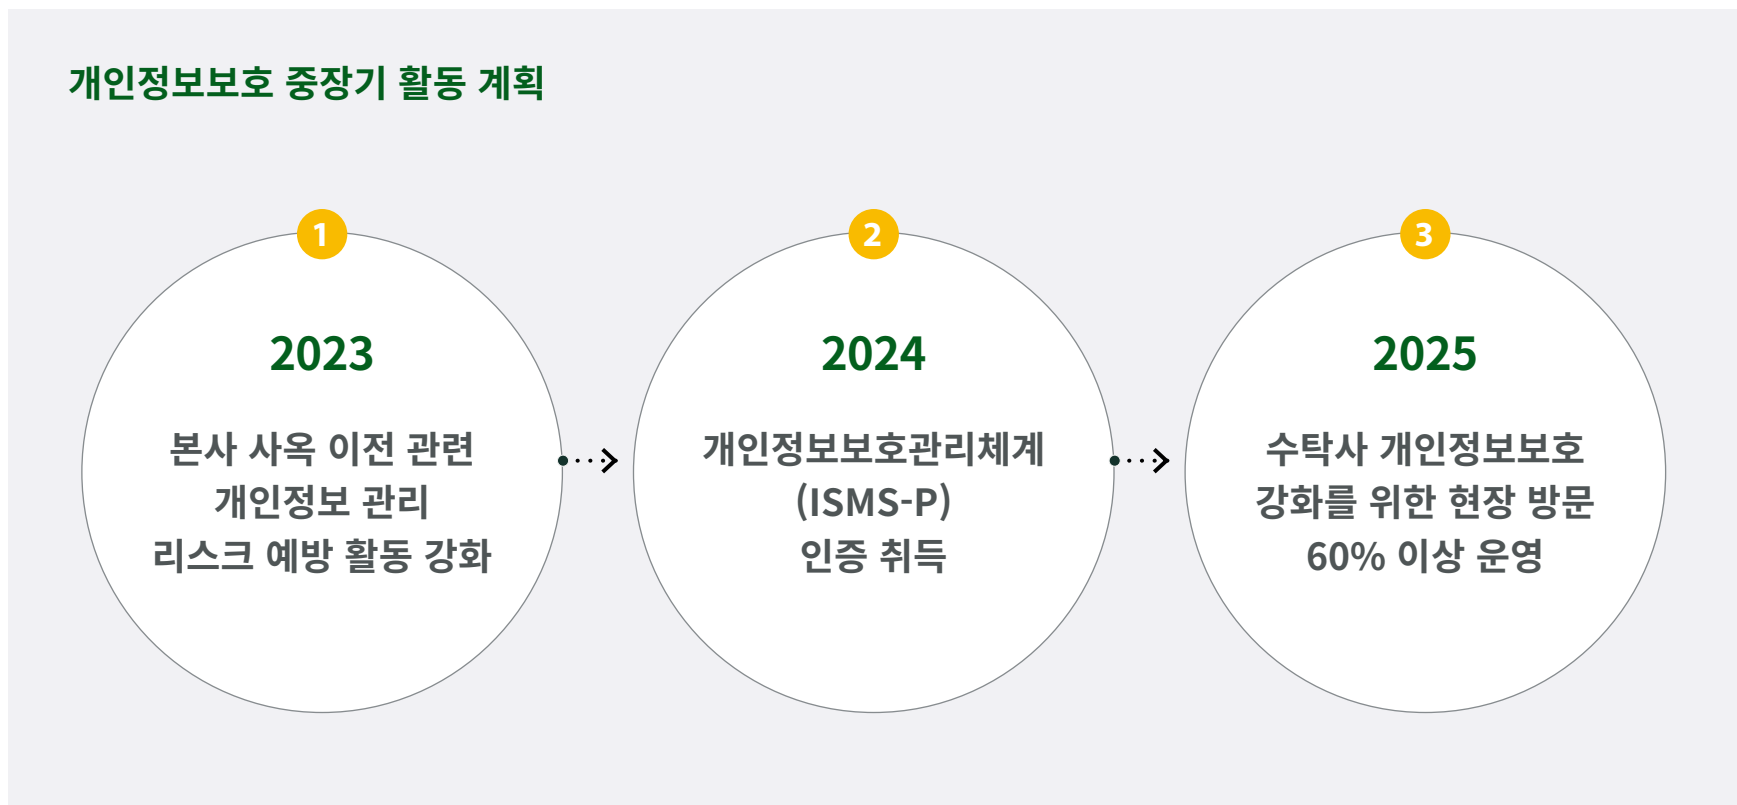 개인정보보호 중장기 활동 계획
1
2023
본사 사옥 이전 관련
개인정보 관리
리스크 예방 활동 강화
2
2024
개인정보보호관리체계
(ISMS-P)
인증 취득
3
2025
수탁사 개인정보보호
강화를 위한 현장 방문
60% 이상 운영